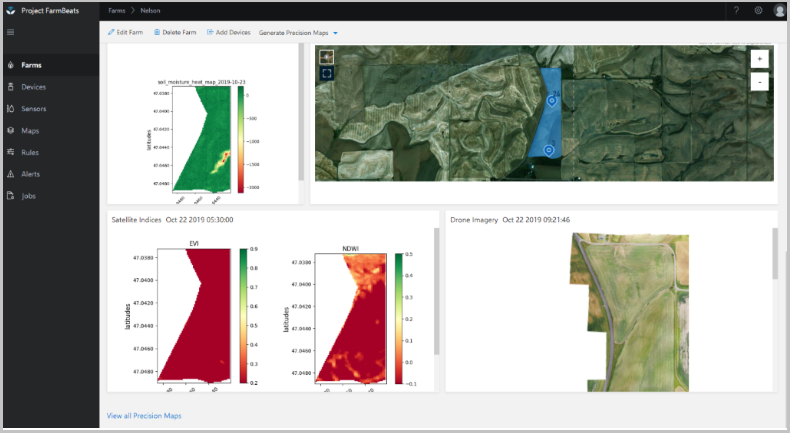 Project FarmBeats
Farms > Nelson
?
Edit Farm
Delete Farm
Add Devices
Generate Precision Maps
Farms
Devices
Sensors
Maps
Rules
Alerts
Jobs
soil_moisture_heat_map_2019-10-23
latitudes
47.0380
47.0400
47.0420
47.0440
47.0460
47.0480
0
-500
-1000
-1500
-2000
+
-
Satellite Indices Oct 22 2019 05:30:00
EVI
latitudes
47.0380
47.0400
47.0420
47.0440
47.0460
47.0480
0.9
0.8
0.7
0.6
0.5
0.4
0.3
0.2
NDWI
latitudes
47.0380
47.0400
47.0420
47.0440
47.0460
47.0480
0.5
0.4
0.3
0.2
0.1
0.0
-0.1
Drone Imagery Oct 22 2019 09:21:46
View all Precision Maps